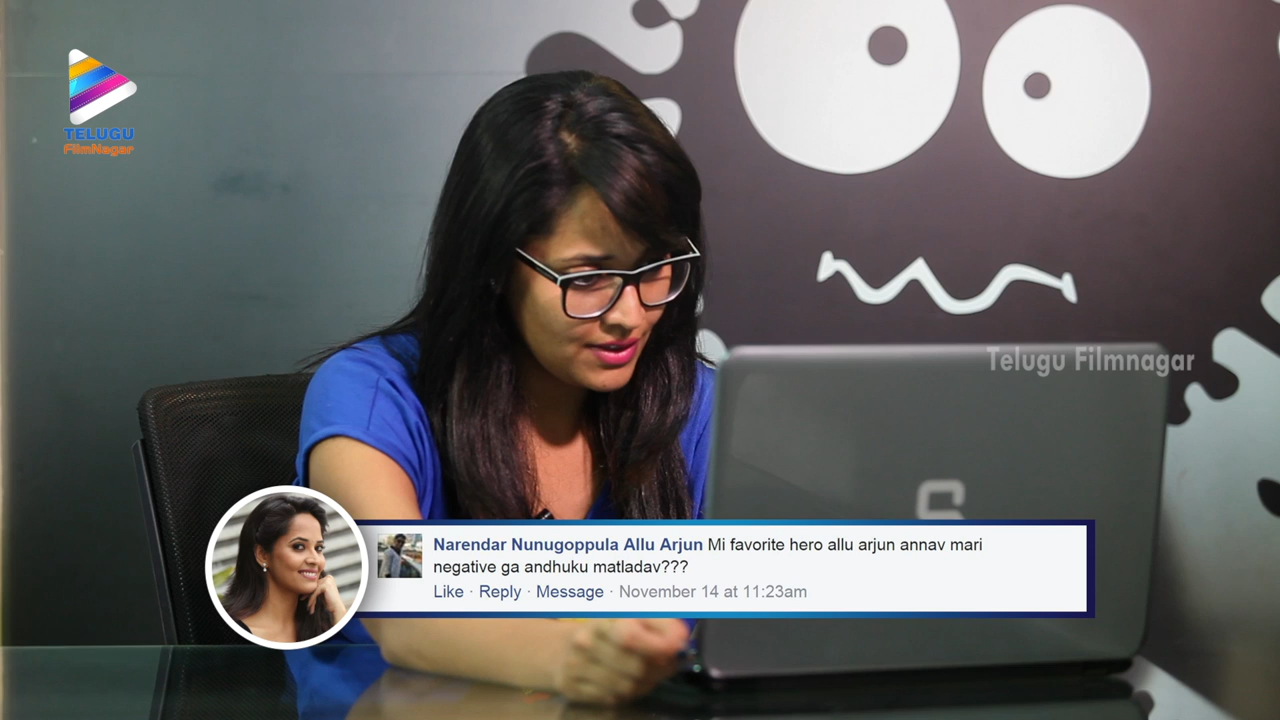 TELUGU
FilmNagar
Telugu Filmnagar
Narendar Nunugoppula Allu Arjun Mi favorite hero allu arjun annav mari
negative ga andhuku matladav???
Like · Reply · Message · November 14 at 11:23am